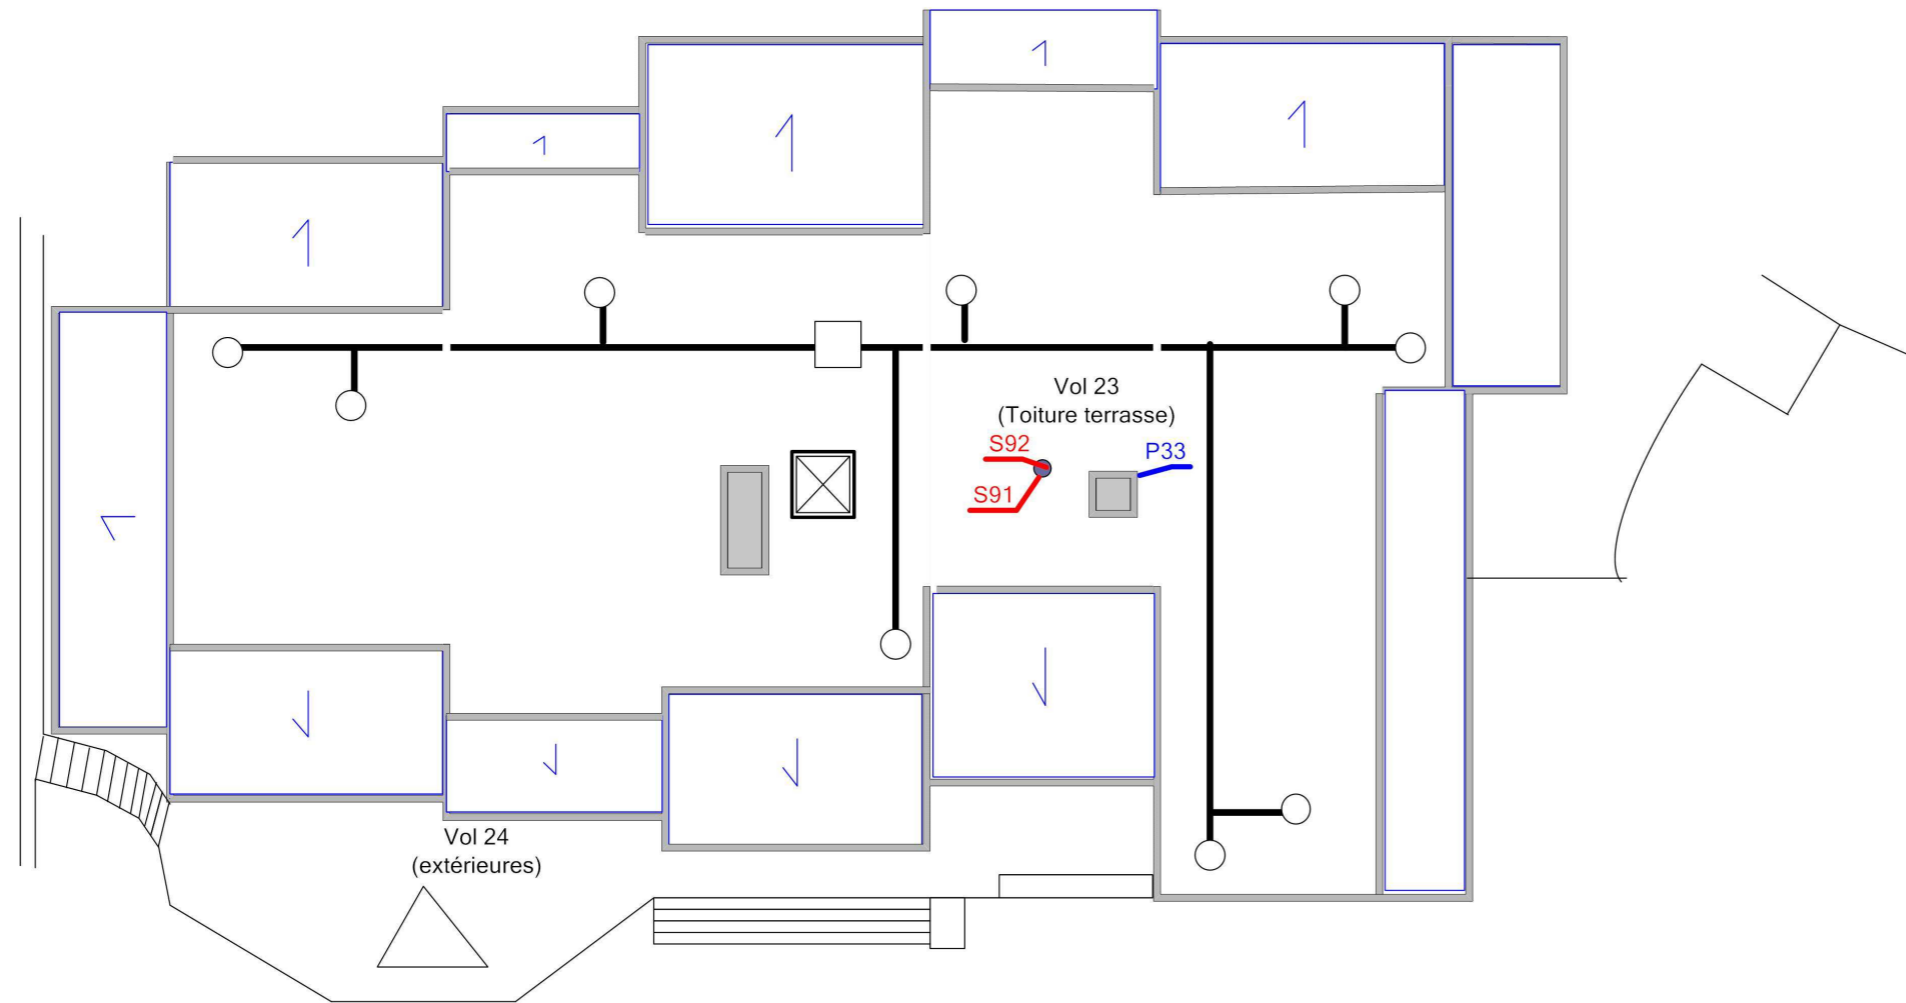 Vol 23
(Toiture terrasse)
S92
P33
S91
Vol 24
(extérieures)